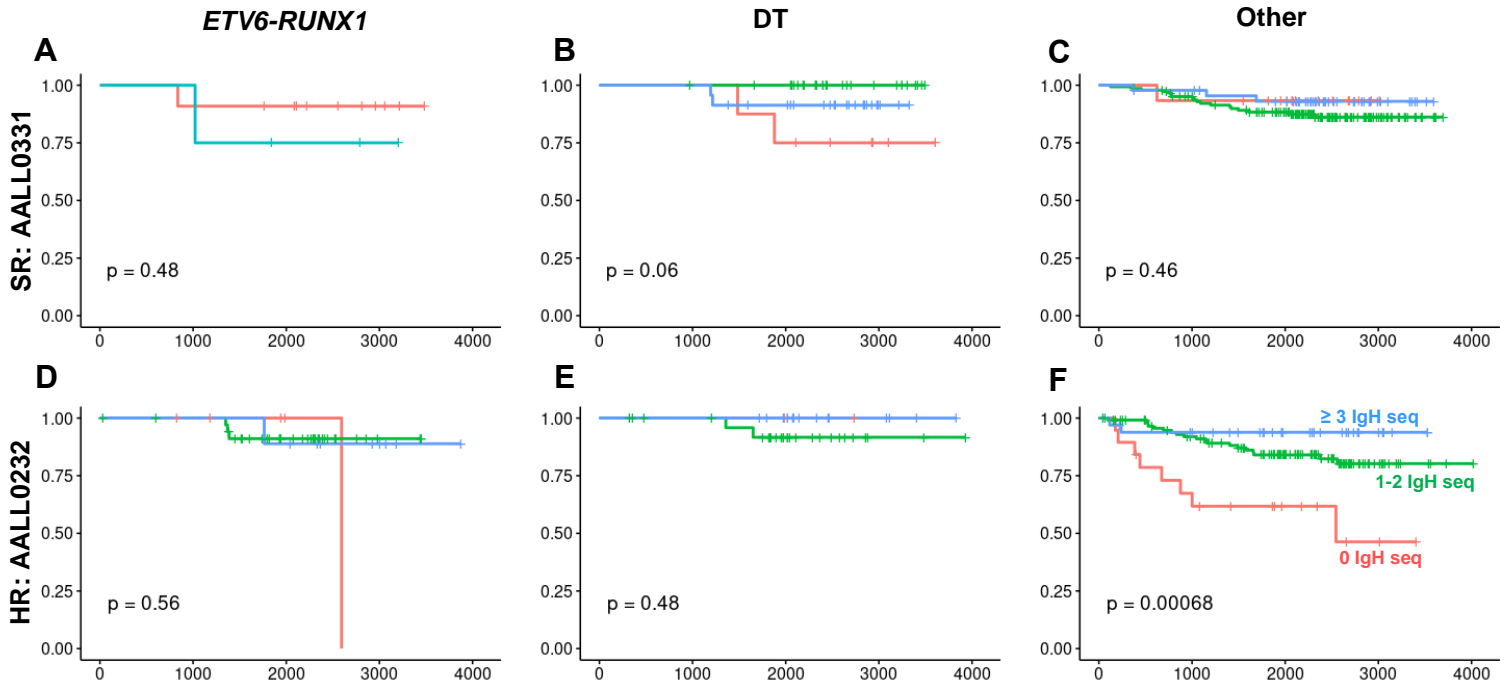 ETV6-RUNX1
DT
Other
SR: AALL0331
HR: AALL0232
A
1.00
0.75
0.50
0.25
0.00
p = 0.48
0 1000 2000 3000 4000
B
1.00
0.75
0.50
0.25
0.00
p = 0.06
0 1000 2000 3000 4000
C
1.00
0.75
0.50
0.25
0.00
p = 0.46
0 1000 2000 3000 4000
D
1.00
0.75
0.50
0.25
0.00
p = 0.56
0 1000 2000 3000 4000
E
1.00
0.75
0.50
0.25
0.00
p = 0.48
0 1000 2000 3000 4000
F
1.00
0.75
0.50
0.25
0.00
≥ 3 IgH seq
1-2 IgH seq
0 IgH seq
p = 0.00068
0 1000 2000 3000 4000